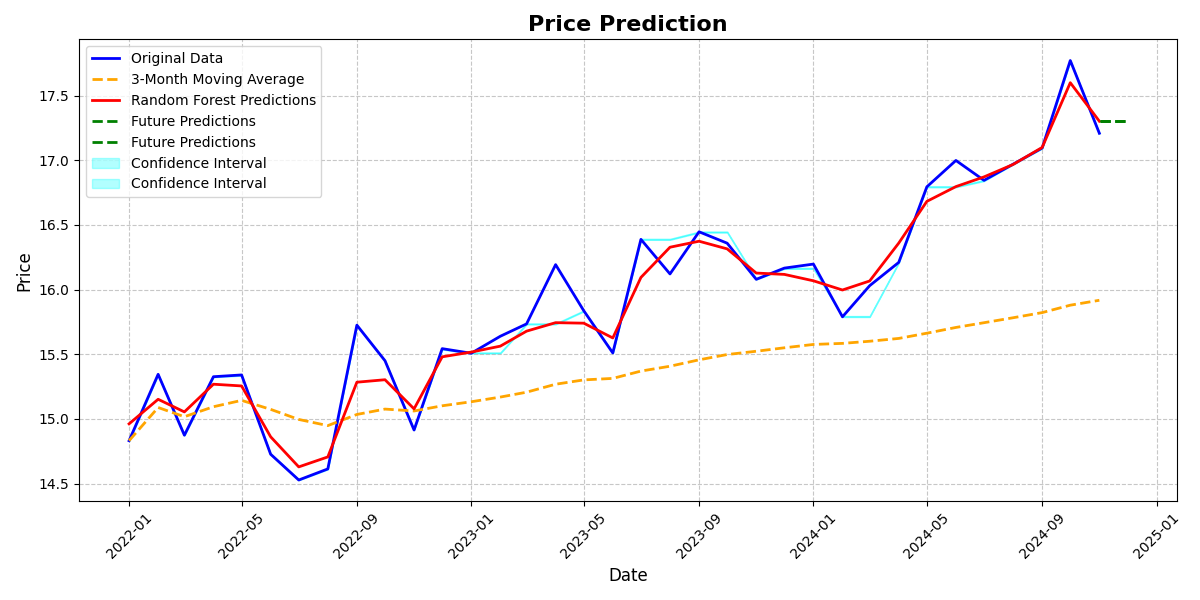 Price Prediction
Original Data
3-Month Moving Average
Random Forest Predictions
Future Predictions
Future Predictions
Confidence Interval
Confidence Interval
Price
17.5
17.0
16.5
16.0
15.5
15.0
14.5
2022-01
2022-05
2022-09
2023-01
2023-05
2023-09
2024-01
2024-05
2024-09
2025-01
Date